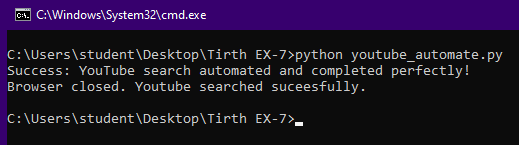 C:\Windows\System32\cmd.exe
C:\Users\student\Desktop\Tirth EX-7>python youtube_automate.py
Success: YouTube search automated and completed perfectly!
Browser closed. Youtube searched suceesfully.
C:\Users\student\Desktop\Tirth EX-7>